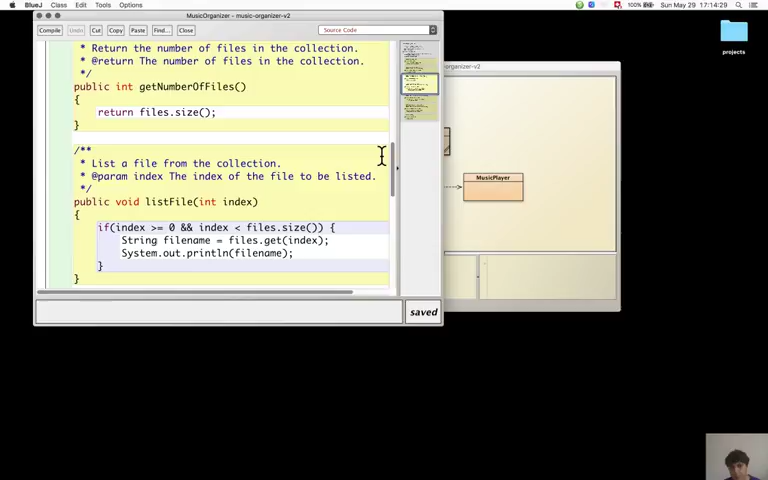 BlueJ Class Edit Tools Options
100% Sun May 29 17:14:29
MusicOrganizer - music-organizer-v2
Compile Undo Cut Copy Paste Find... Close Source Code
projects
organizer-v2
MusicPlayer
* Return the number of files in the collection.
* @return The number of files in the collection.
*/
public int getNumberOfFiles()
{
return files.size();
}
/**
* List a file from the collection.
* @param index The index of the file to be listed.
*/
public void listFile(int index)
{
if(index >= 0 && index < files.size()) {
String filename = files.get(index);
System.out.println(filename);
}
}
saved